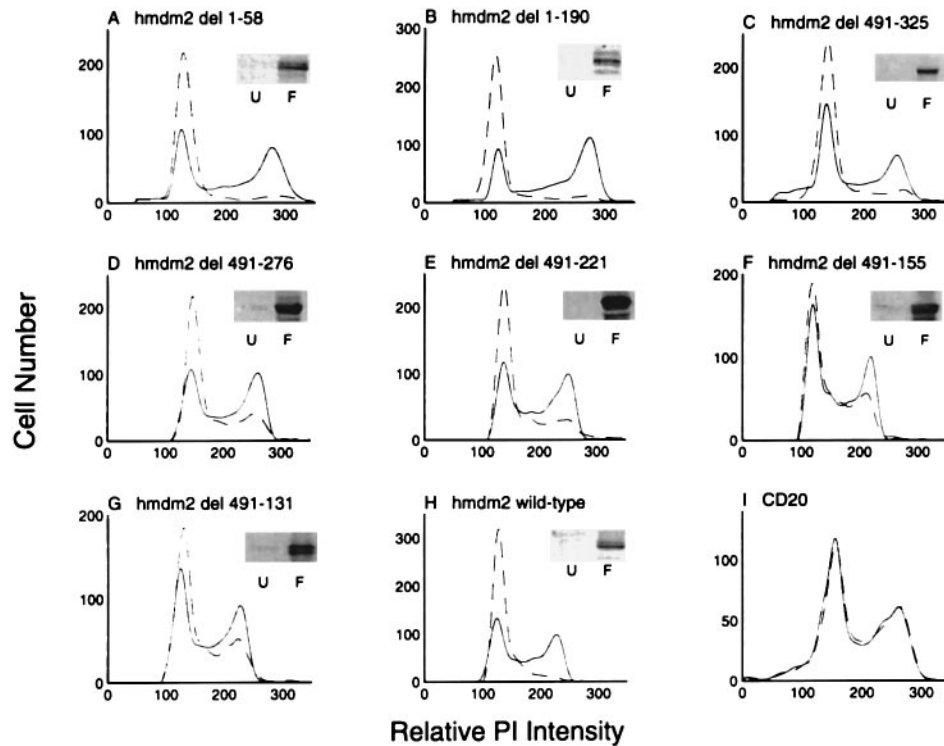 A hmdm2 del 1-58
B hmdm2 del 1-190
C hmdm2 del 491-325
200
100
0
U F
0 100 200 300
300
200
100
0
U F
0 100 200 300
200
100
0
U F
0 100 200 300
D hmdm2 del 491-276
E hmdm2 del 491-221
F hmdm2 del 491-155
200
100
0
U F
0 100 200 300
200
100
0
U F
0 100 200 300
200
100
0
U F
0 100 200 300
G hmdm2 del 491-131
H hmdm2 wild-type
I CD20
200
100
0
U F
0 100 200 300
300
200
100
0
U F
0 100 200 300
100
50
0
0 100 200 300
Cell Number
Relative PI Intensity